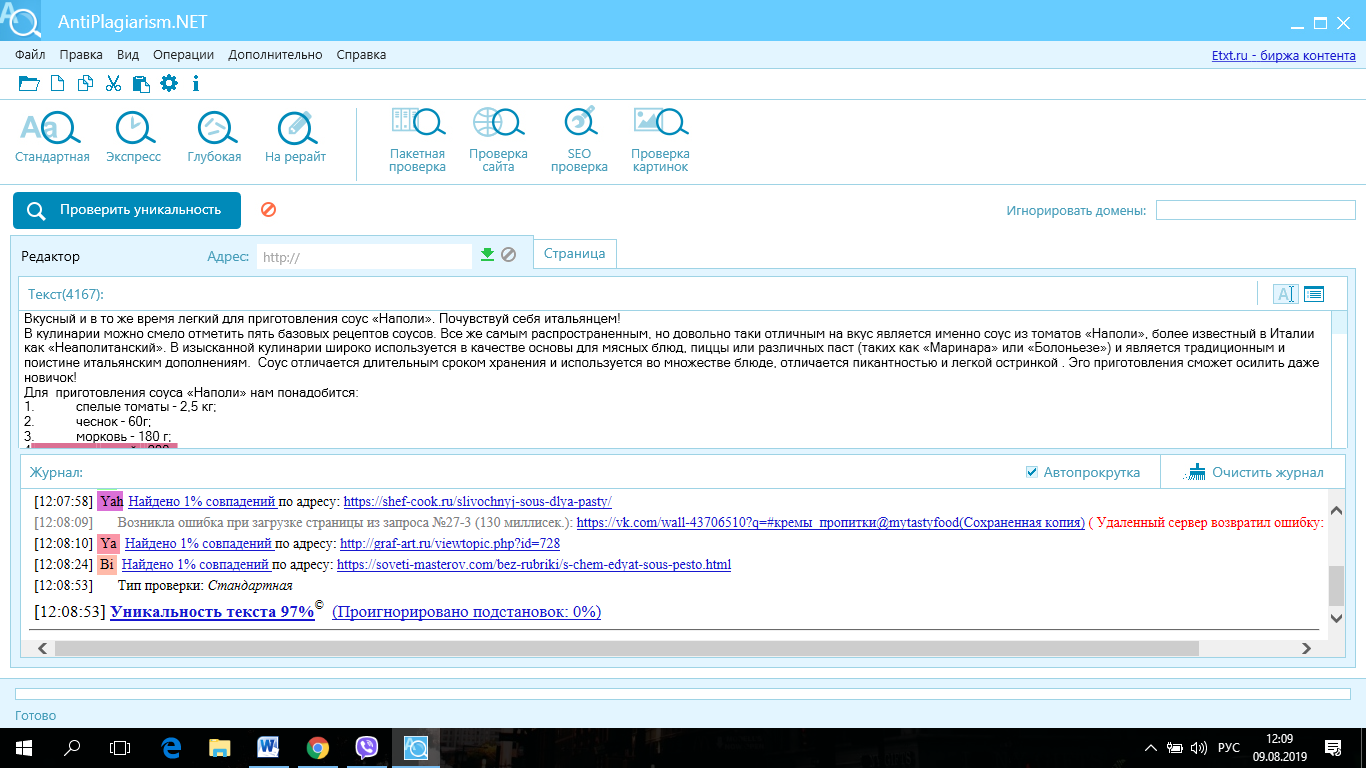 AntiPlagiarism.NET
Файл Правка Вид Операции Дополнительно Справка Etxt.ru - биржа контента
Aa
Стандартная Экспресс Глубокая На рерайт Пакетная проверка Проверка сайта SEO проверка Проверка картинок
Проверить уникальность Игнорировать домены:
Редактор Адрес: http:// Страница
Текст(4167):
Вкусный и в то же время легкий для приготовления соус «Наполи». Почувствуй себя итальянцем!
В кулинарии можно смело отметить пять базовых рецептов соусов. Все же самым распространенным, но довольно таки отличным на вкус является именно соус из томатов «Наполи», более известный в Италии
как «Неаполитанский». В изысканной кулинарии широко используется в качестве основы для мясных блюд, пиццы или различных паст (таких как «Маринара» или «Болоньезе») и является традиционным и
поистине итальянским дополнениям. Соус отличается длительным сроком хранения и используется во множестве блюде, отличается пикантностью и легкой остринкой . Эго приготовления сможет осилить даже
новичок!
Для приготовления соуса «Наполи» нам понадобится:
1. спелые томаты - 2,5 кг;
2. чеснок - 60г;
3. морковь - 180 г;
Журнал: Автопрокрутка Очистить журнал
[12:07:58] Yah Найдено 1% совпадений по адресу: https://shef-cook.ru/slivochnyj-sous-dlya-pasty/
[12:08:09] Возникла ошибка при загрузке страницы из запроса №27-3 (130 миллисек.): https://vk.com/wall-43706510?q=#кремы_пропитки@mytastyfood(Сохраненная копия) ( Удаленный сервер возвратил ошибку:
[12:08:10] Ya Найдено 1% совпадений по адресу: http://graf-art.ru/viewtopic.php?id=728
[12:08:24] Bi Найдено 1% совпадений по адресу: https://soveti-masterov.com/bez-rubriki/s-chem-edyat-sous-pesto.html
[12:08:53] Тип проверки: Стандартная
[12:08:53] Уникальность текста 97%© (Проигнорировано подстановок: 0%)
Готово
РУС 12:09
09.08.2019